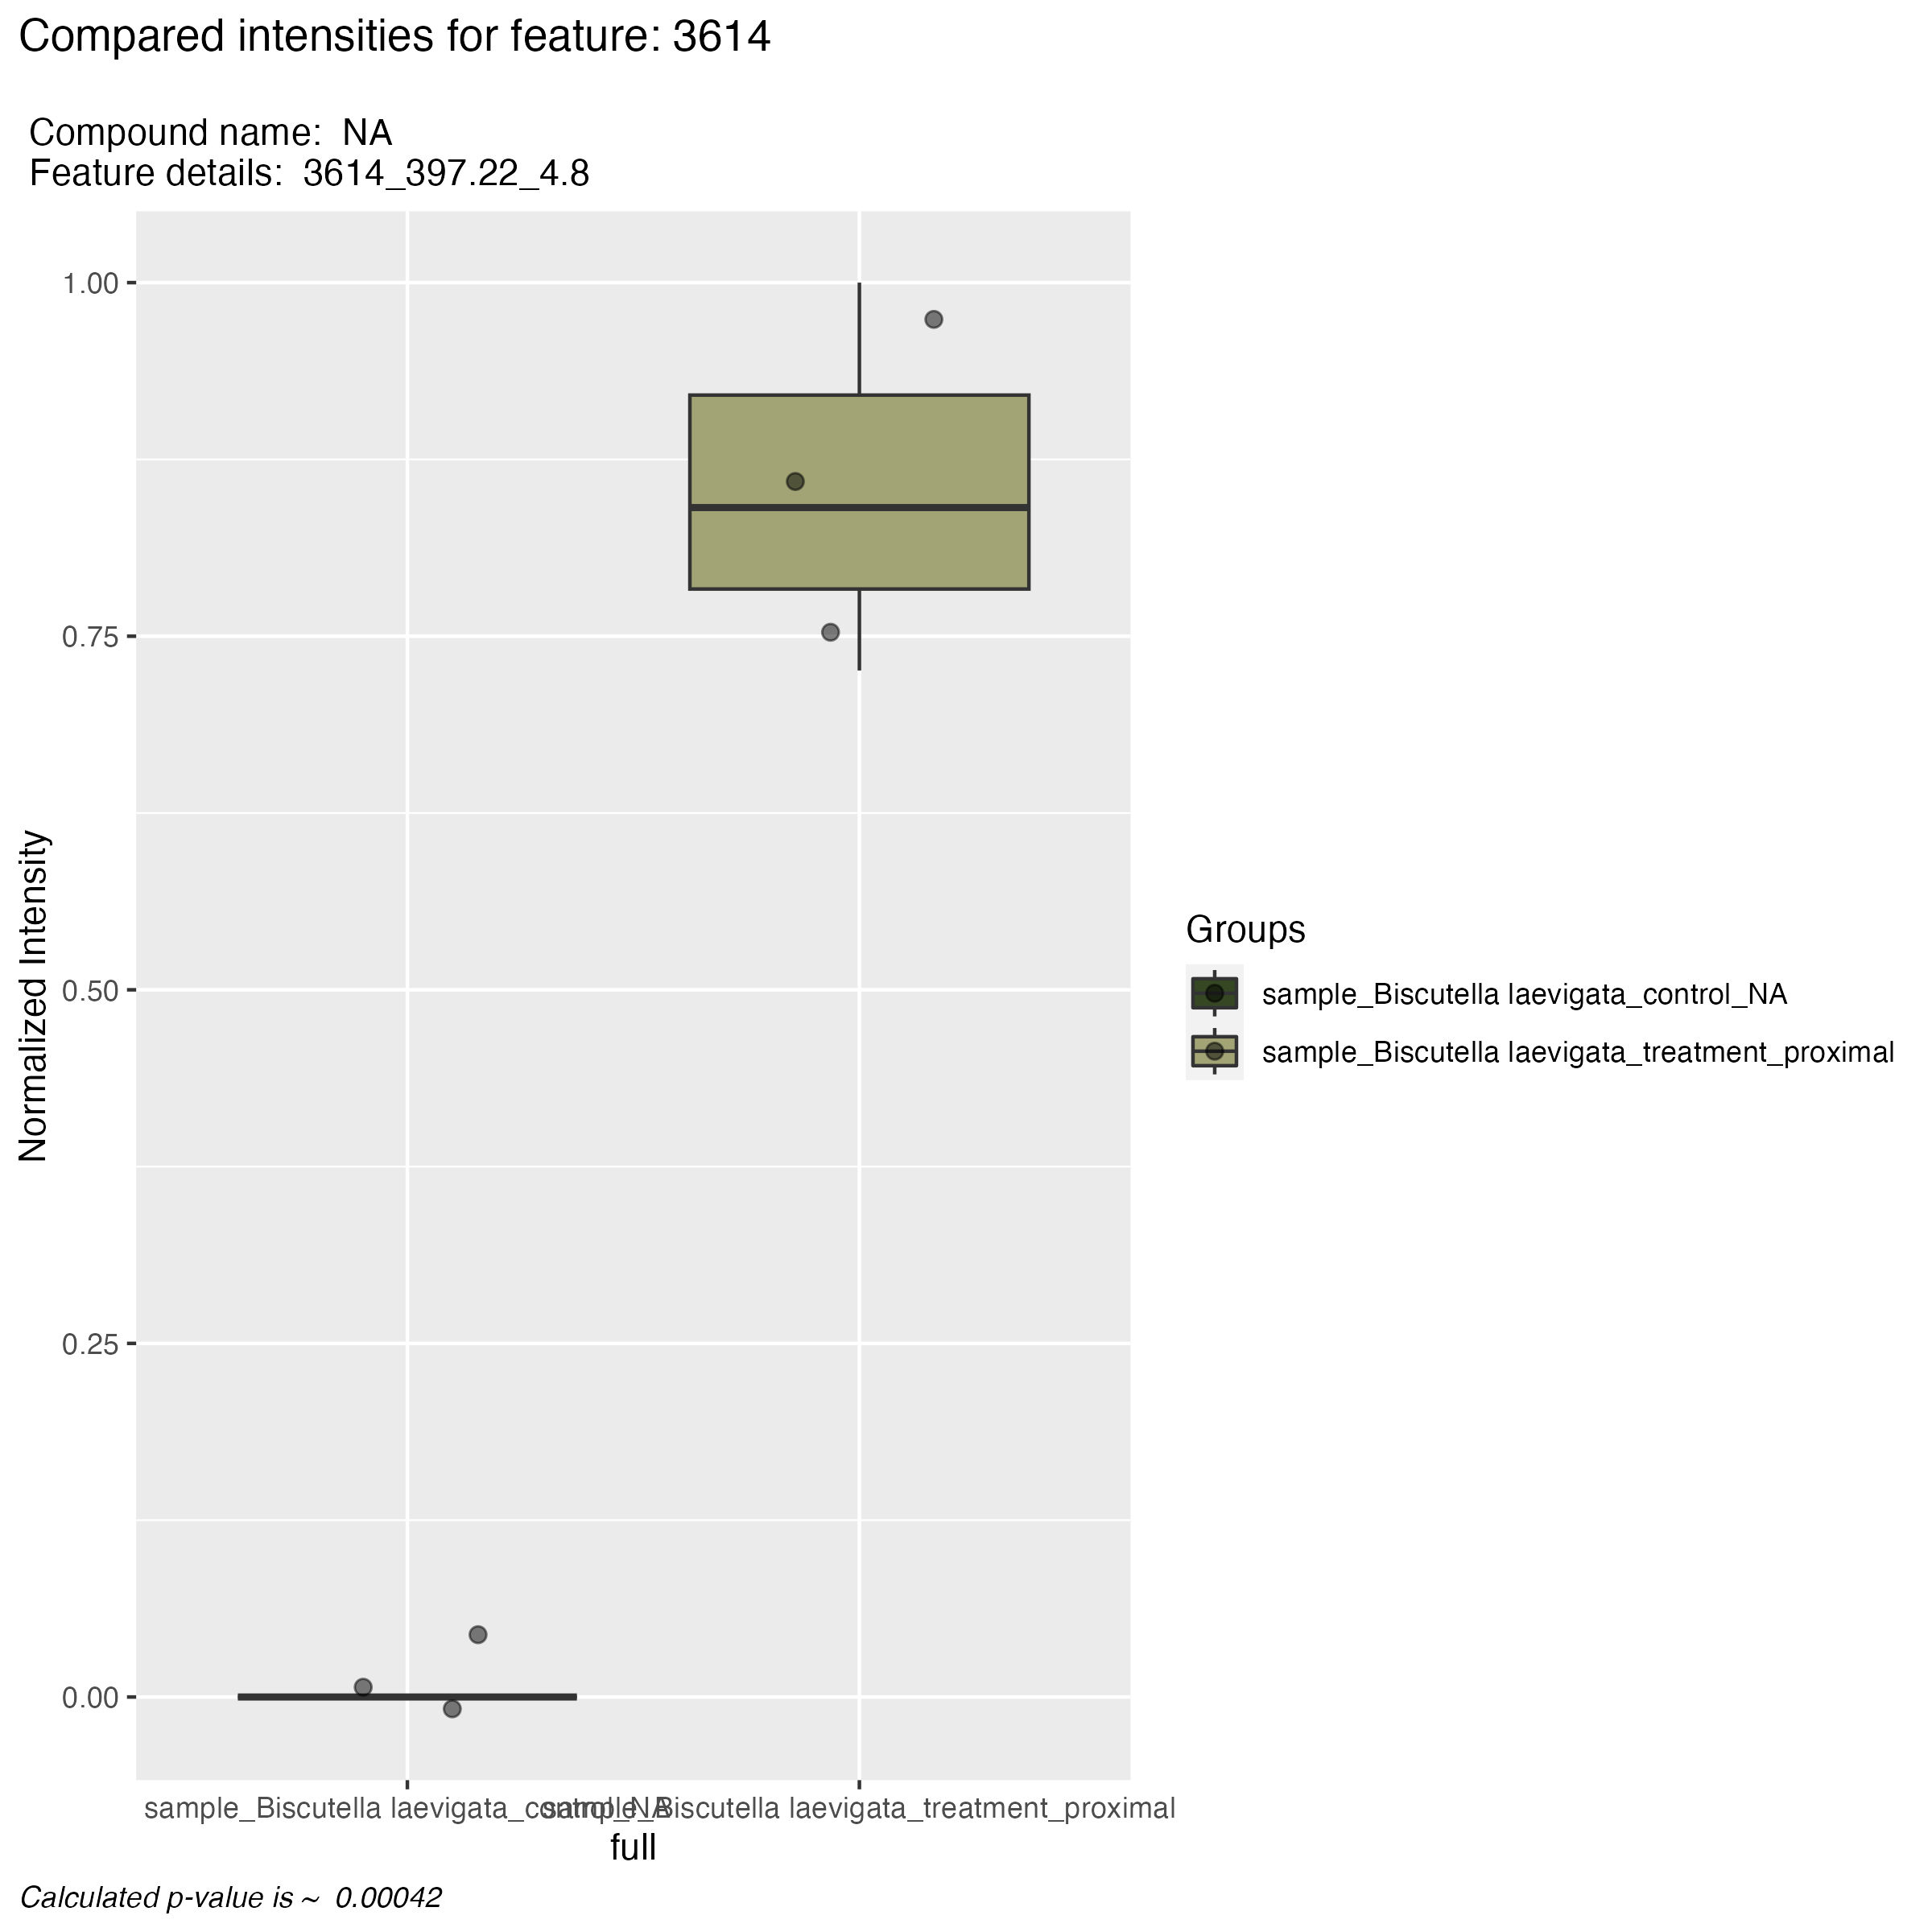 Compared intensities for feature: 3614
Compound name:  NA
Feature details:  3614_397.22_4.8
1.00
0.75
0.50
0.25
0.00
Normalized Intensity
Groups
sample_Biscutella laevigata_control_NA
sample_Biscutella laevigata_treatment_proximal
sample_Biscutella laevigata_control_NA
sample_Biscutella laevigata_treatment_proximal
full
Calculated p-value is ~  0.00042